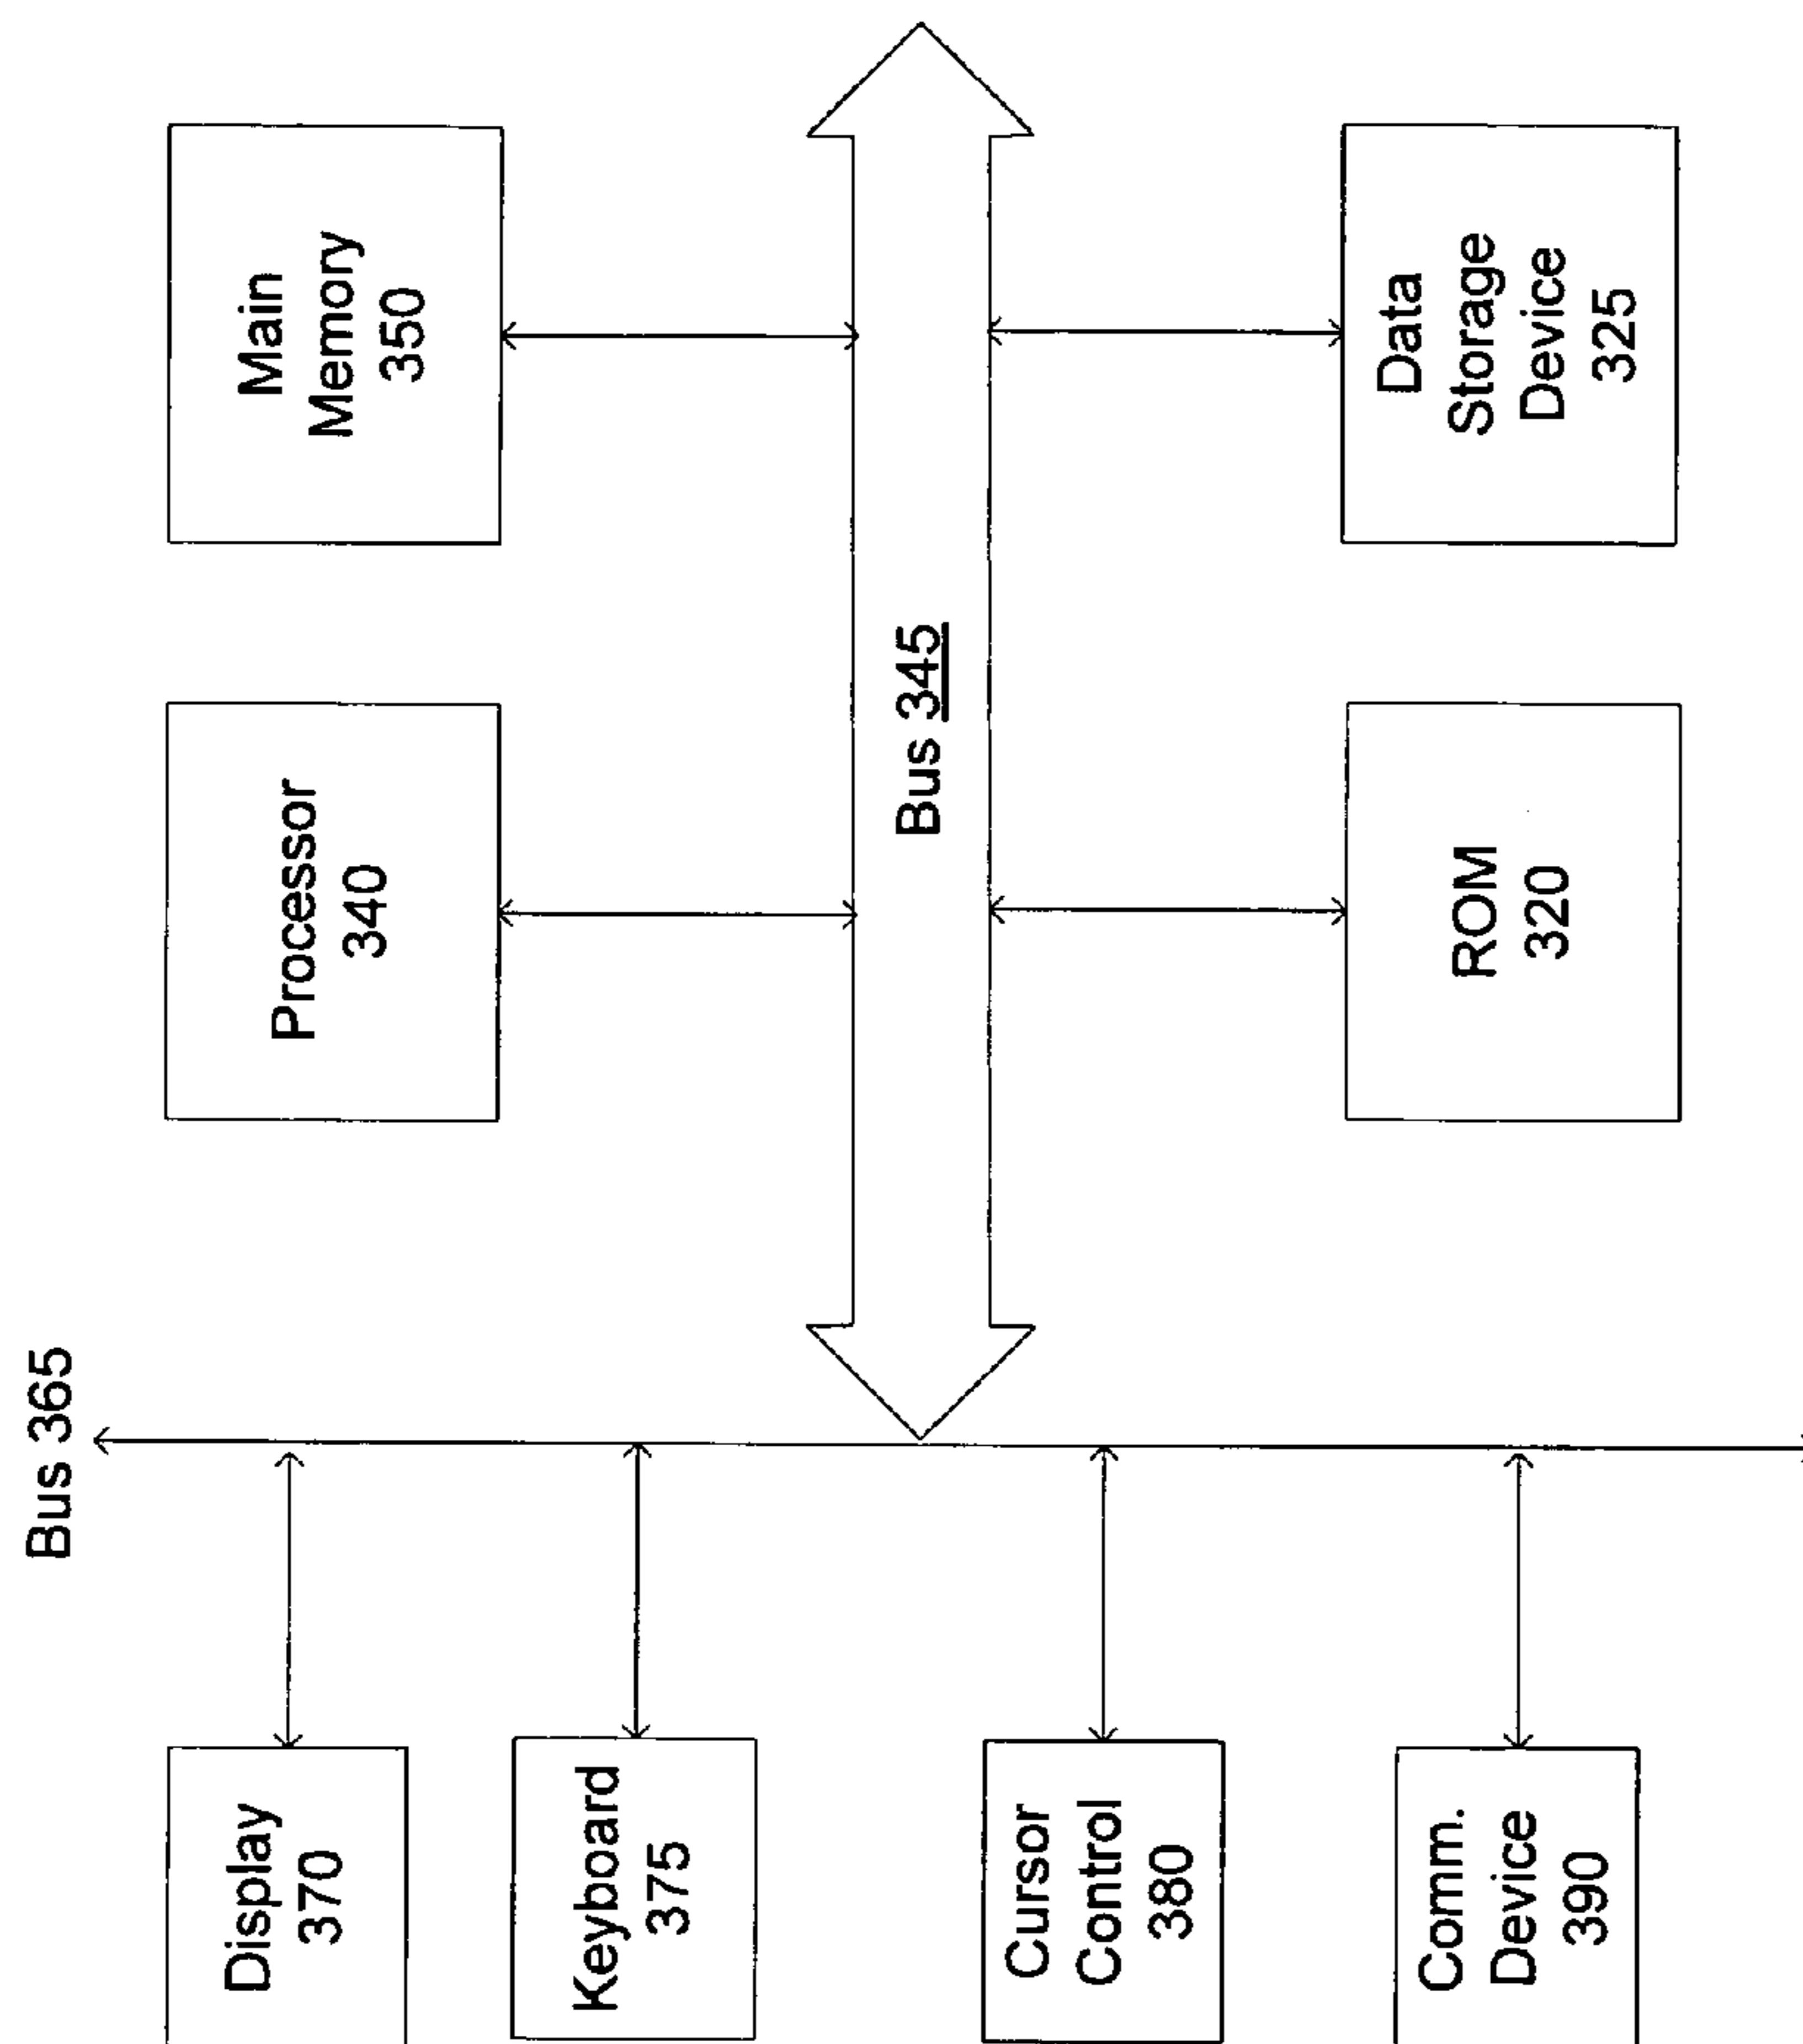 Bus 365
Display
370
Processor
340
Main
Memory
350
Keyboard
375
Bus 345
Cursor
Control
380
Comm.
Device
390
ROM
320
Data
Storage
Device
325